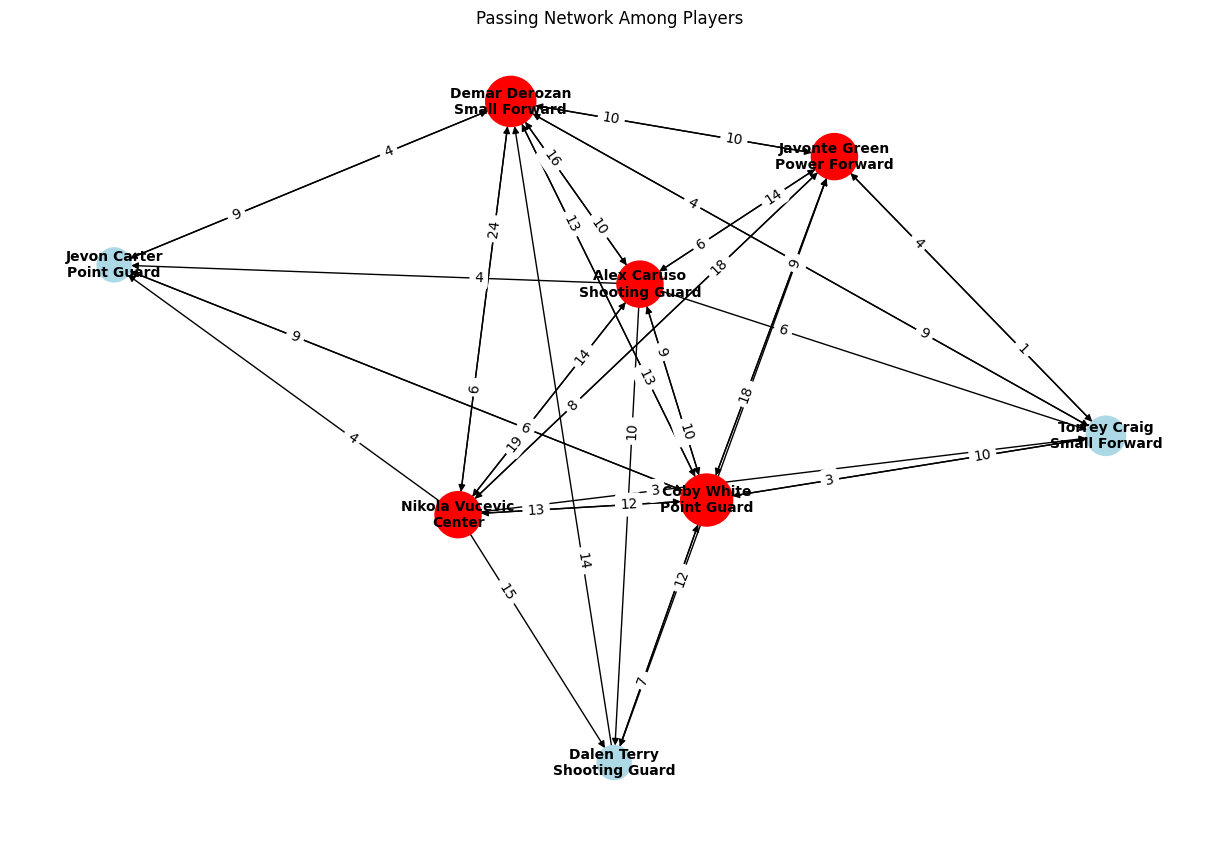 Passing Network Among Players
Demar Derozan
Small Forward
10
10
Javonte Green
Power Forward
4
16
14
4
9
13
24
10
6
4
18
9
Jevon Carter
Point Guard
4
Alex Caruso
Shooting Guard
9
6
6
9
1
14
9
13
18
8
6
4
10
10
19
Torrey Craig
Small Forward
10
3
3
Coby White
Point Guard
Nikola Vucevic
Center
13
12
14
12
15
7
Dalen Terry
Shooting Guard